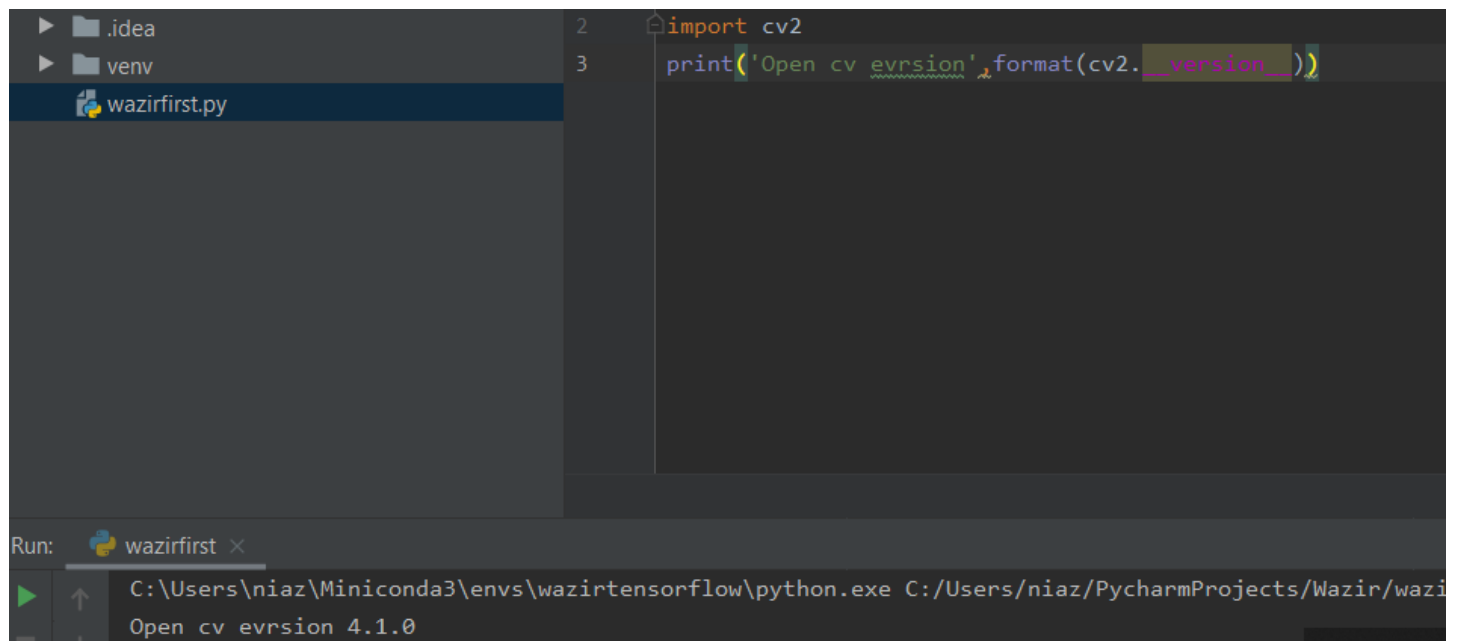 .idea
venv
wazirfirst.py
2 import cv2
3 print('Open cv evrsion',format(cv2.__version__))
Run: wazirfirst ×
C:\Users\niaz\Miniconda3\envs\wazirtensorflow\python.exe C:/Users/niaz/PycharmProjects/Wazir/wazi
Open cv evrsion 4.1.0